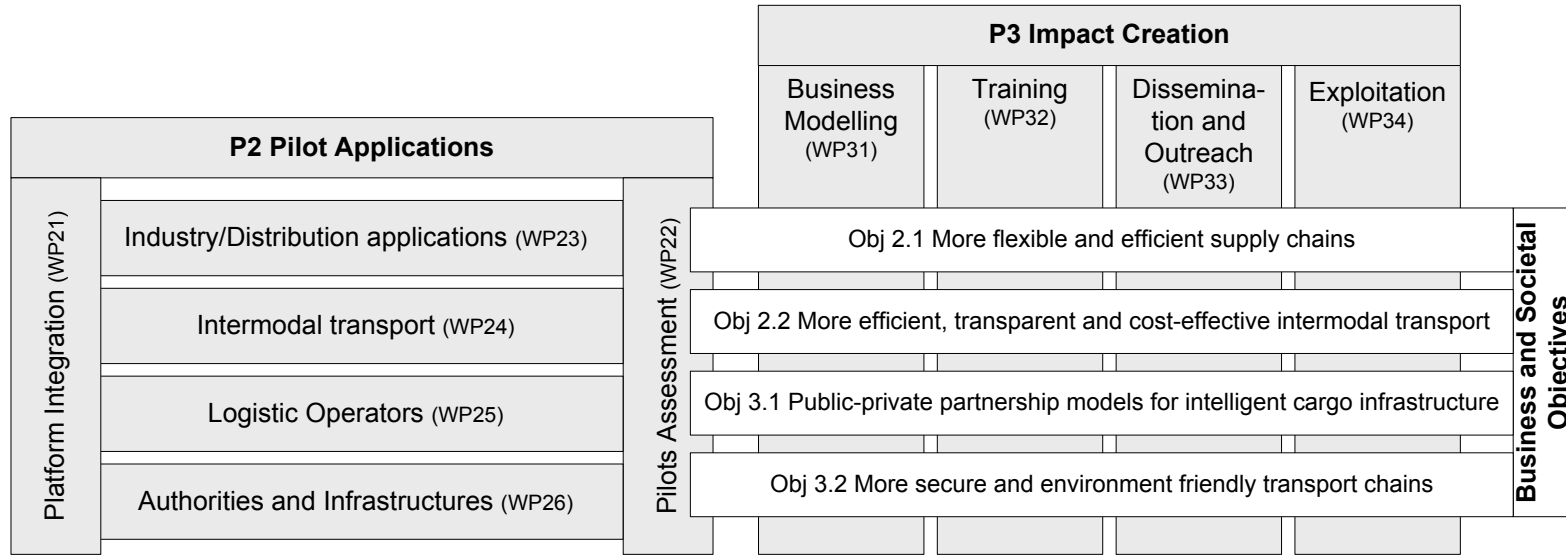 P3 Impact Creation
Business
Modelling
(WP31)
Training
(WP32)
Dissemina-
tion and
Outreach
(WP33)
Exploitation
(WP34)
P2 Pilot Applications
Platform Integration (WP21)
Industry/Distribution applications (WP23)
Intermodal transport (WP24)
Logistic Operators (WP25)
Authorities and Infrastructures (WP26)
Pilots Assessment (WP22)
Obj 2.1 More flexible and efficient supply chains
Obj 2.2 More efficient, transparent and cost-effective intermodal transport
Obj 3.1 Public-private partnership models for intelligent cargo infrastructure
Obj 3.2 More secure and environment friendly transport chains
Business and Societal
Objectives